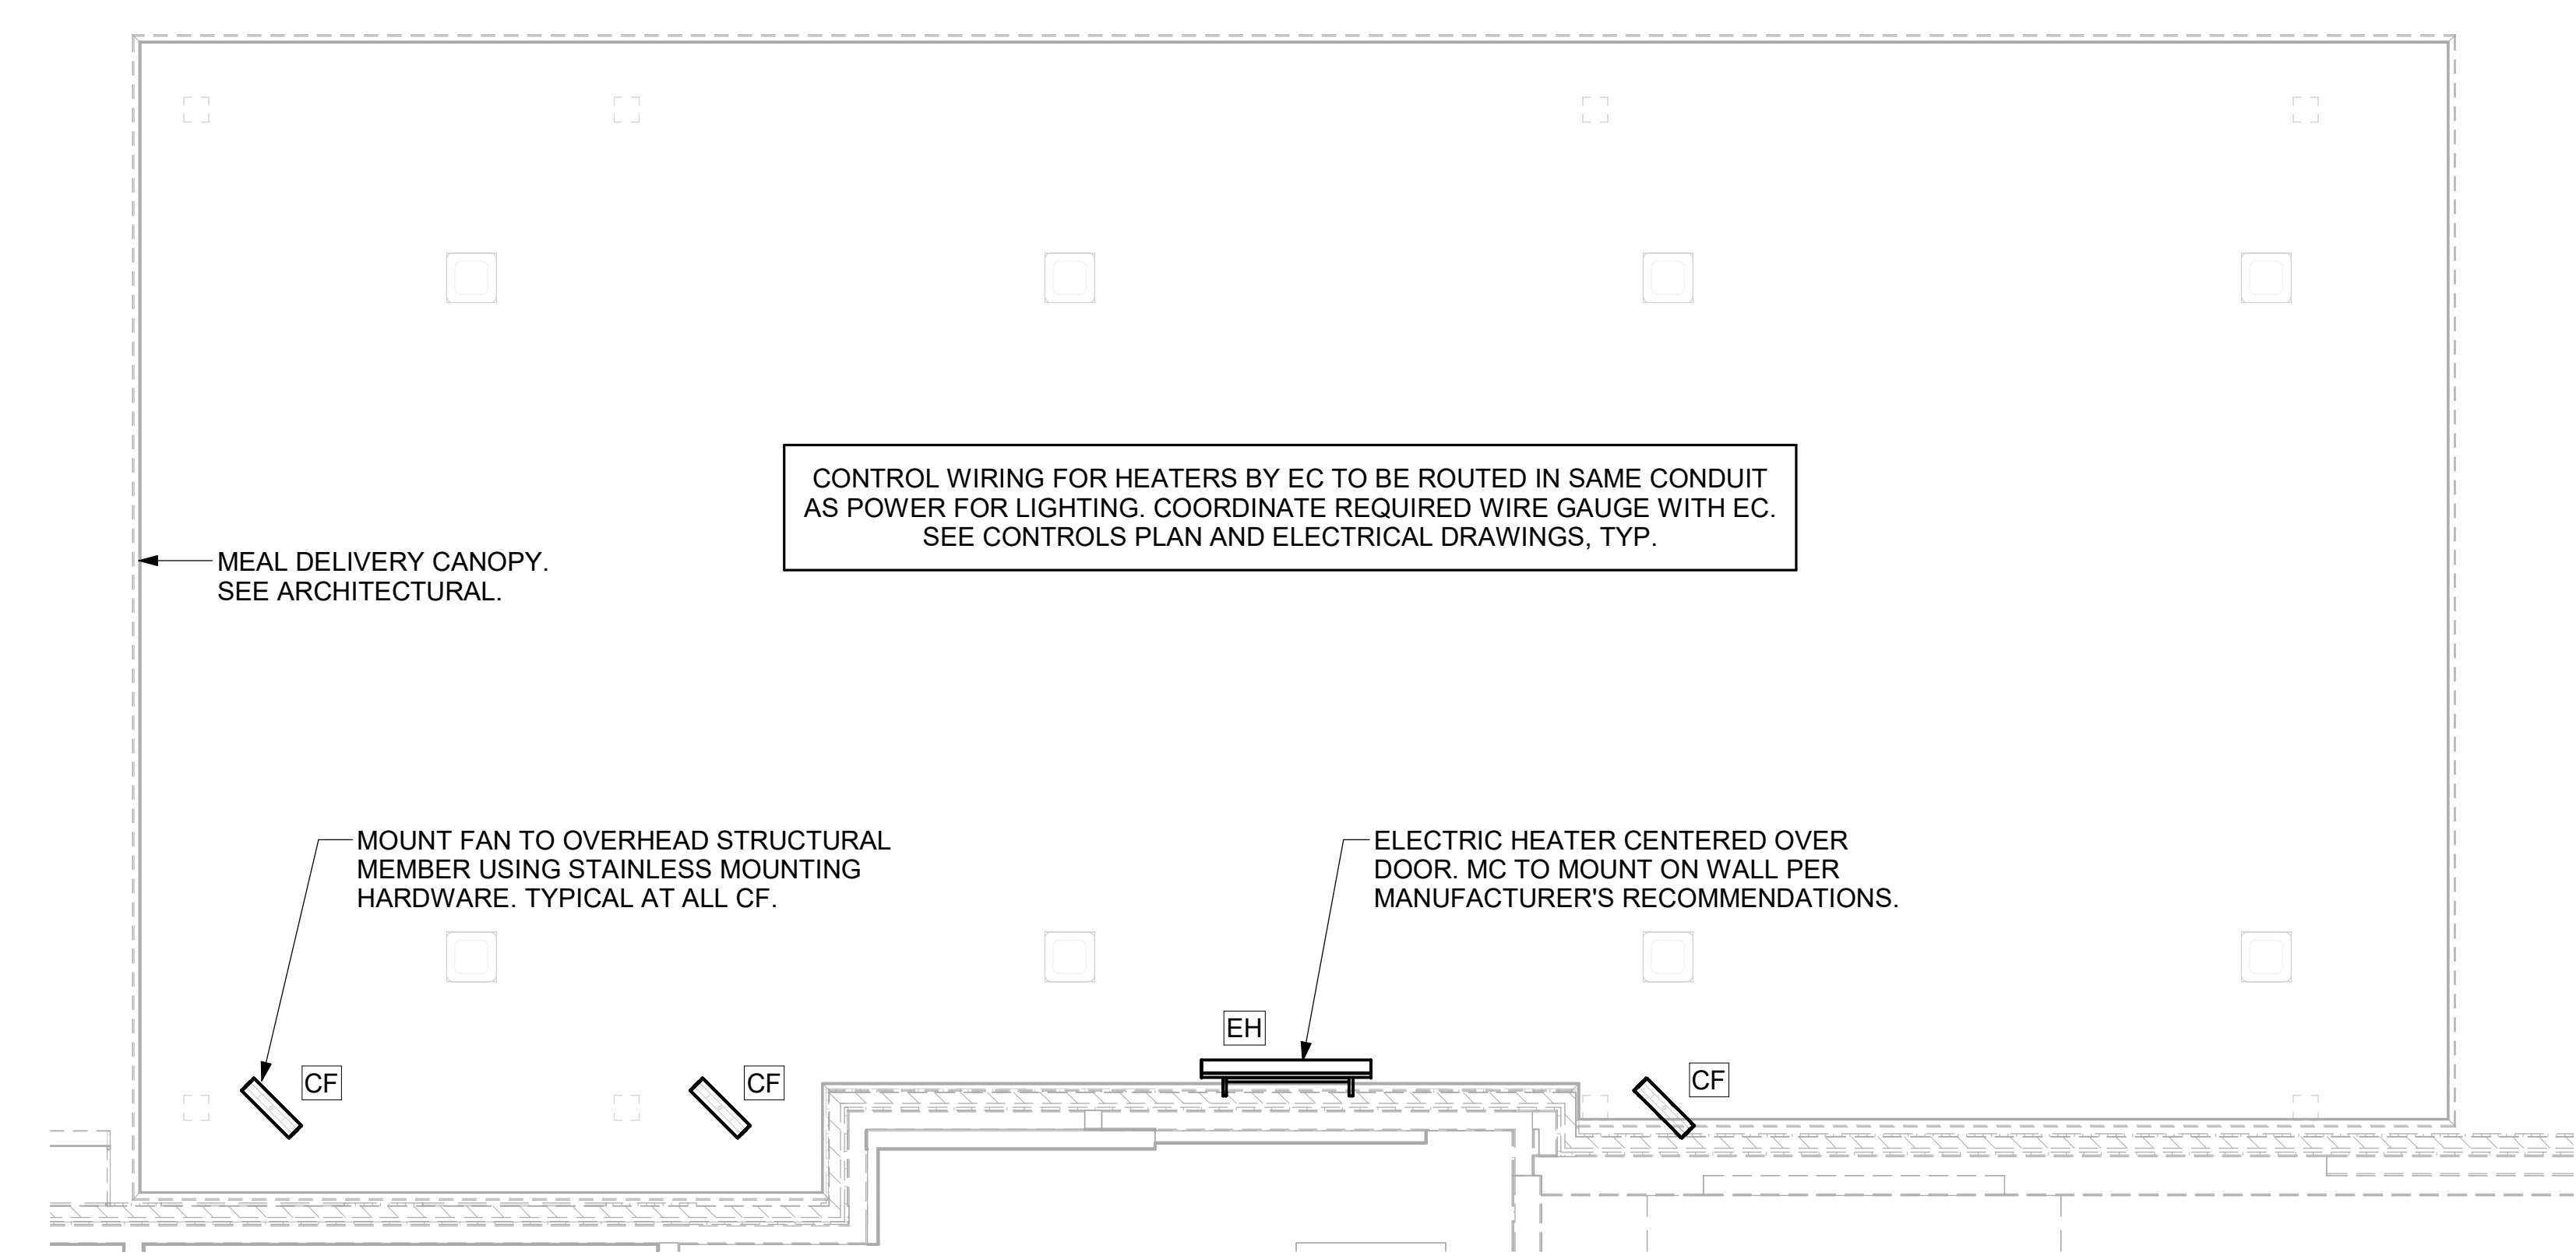 CONTROL WIRING FOR HEATERS BY EC TO BE ROUTED IN SAME CONDUIT
AS POWER FOR LIGHTING. COORDINATE REQUIRED WIRE GAUGE WITH EC.
SEE CONTROLS PLAN AND ELECTRICAL DRAWINGS, TYP.
MEAL DELIVERY CANOPY.
SEE ARCHITECTURAL.
MOUNT FAN TO OVERHEAD STRUCTURAL
MEMBER USING STAINLESS MOUNTING
HARDWARE. TYPICAL AT ALL CF.
ELECTRIC HEATER CENTERED OVER
DOOR. MC TO MOUNT ON WALL PER
MANUFACTURER'S RECOMMENDATIONS.
EH
CF
CF
CF